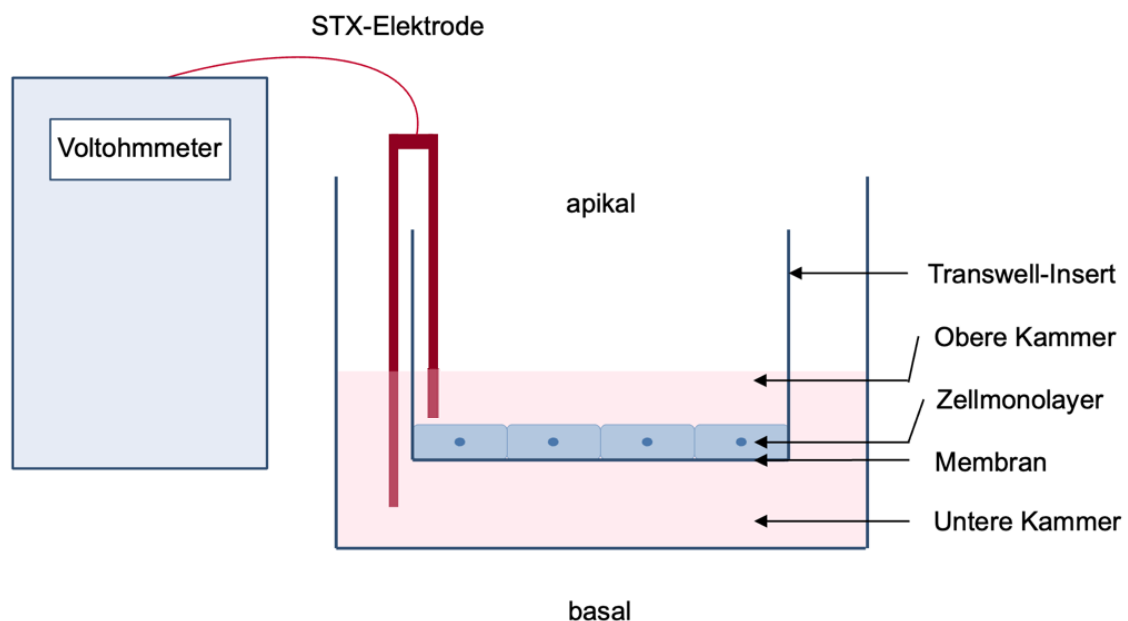 STX-Elektrode
Voltohmmeter
apikal
Transwell-Insert
Obere Kammer
Zellmonolayer
Membran
Untere Kammer
basal